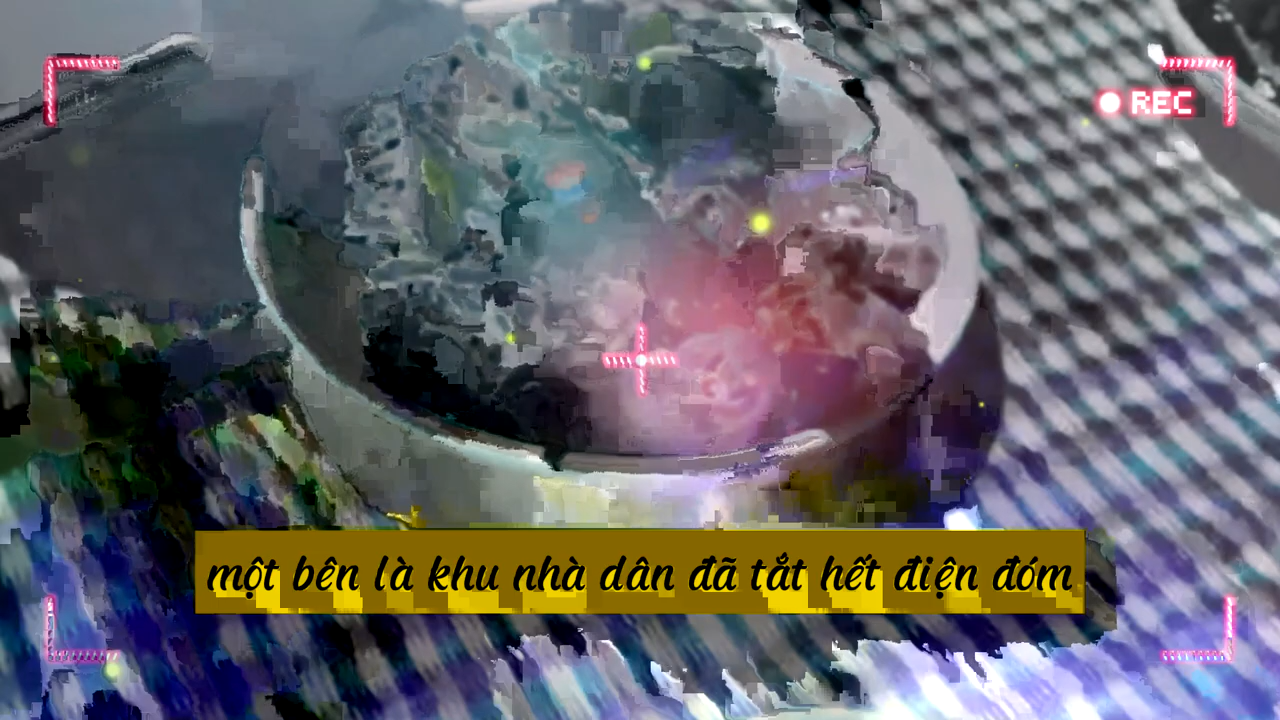 REC
một bên là khu nhà dân đã tắt hết điện đóm